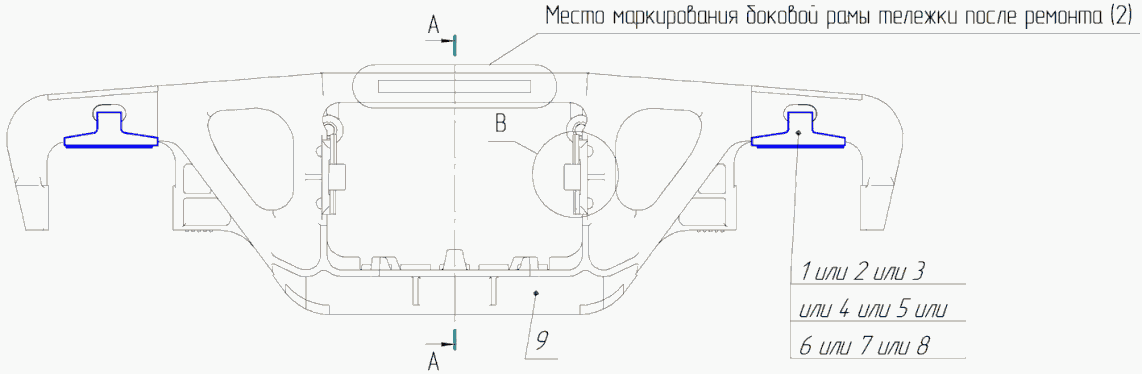 Место маркирования боковой рамы тележки после ремонта (2)
А
В
1 или 2 или 3
или 4 или 5 или
6 или 7 или 8
9
А